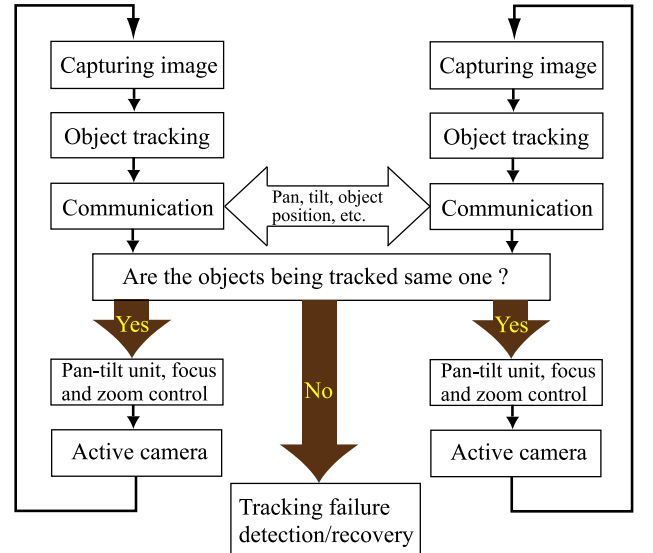 Capturing image
Capturing image
Object tracking
Object tracking
Communication
Pan, tilt, object
position, etc.
Communication
Are the objects being tracked same one ?
Yes
Yes
Pan-tilt unit, focus
and zoom control
No
Pan-tilt unit, focus
and zoom control
Active camera
Active camera
Tracking failure
detection/recovery